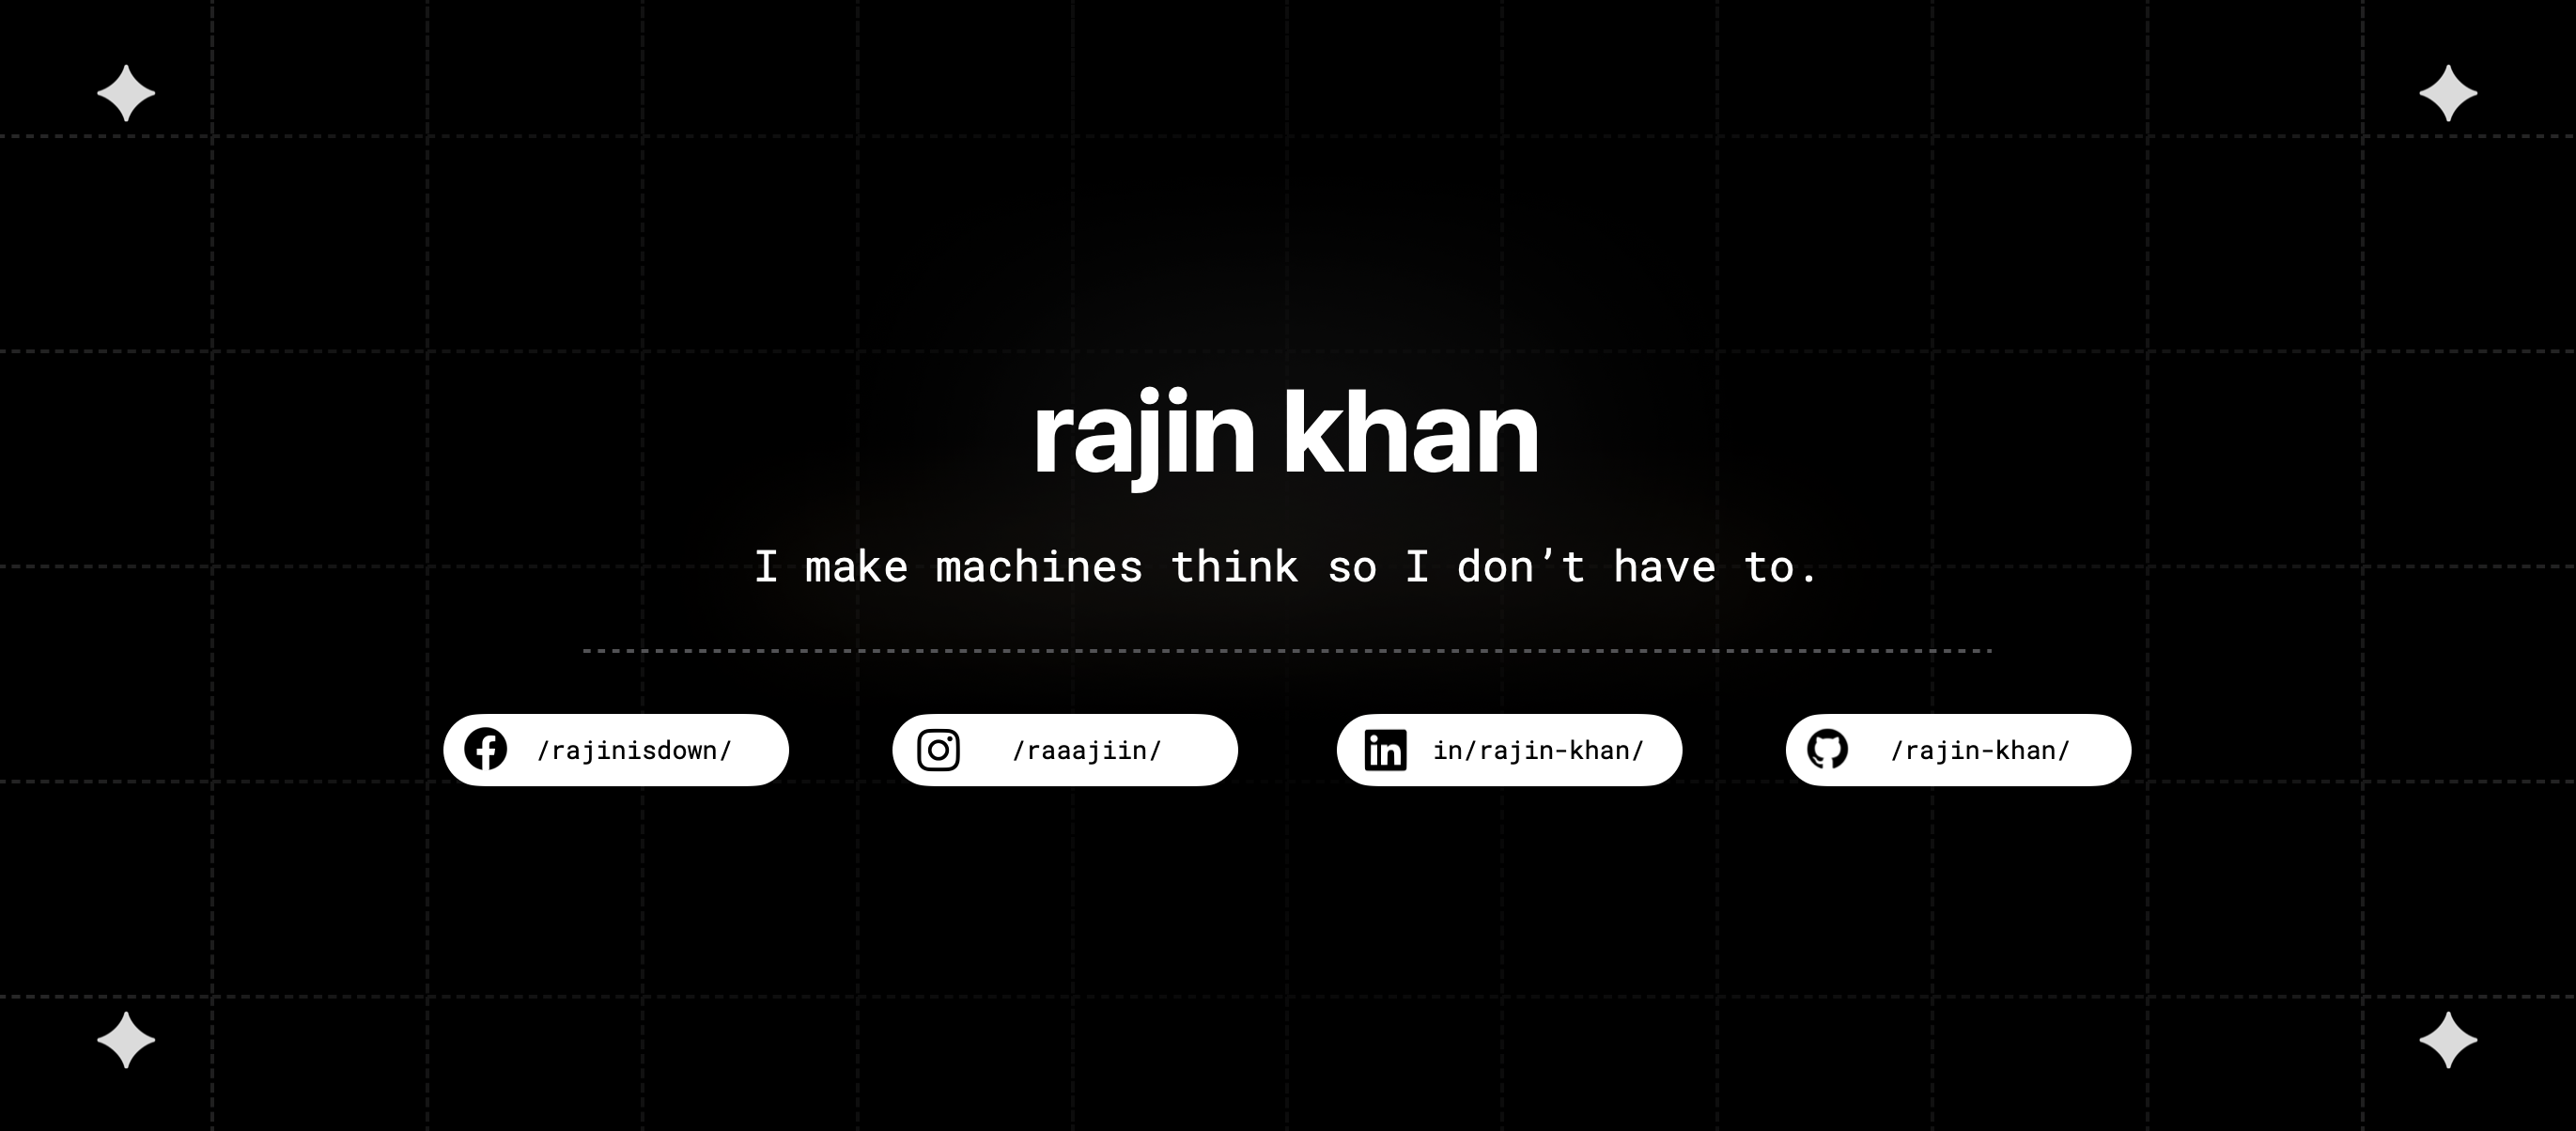 rajin khan
I make machines think so I don’t have to.
/rajinisdown/
/raaajiin/
in/rajin-khan/
/rajin-khan/